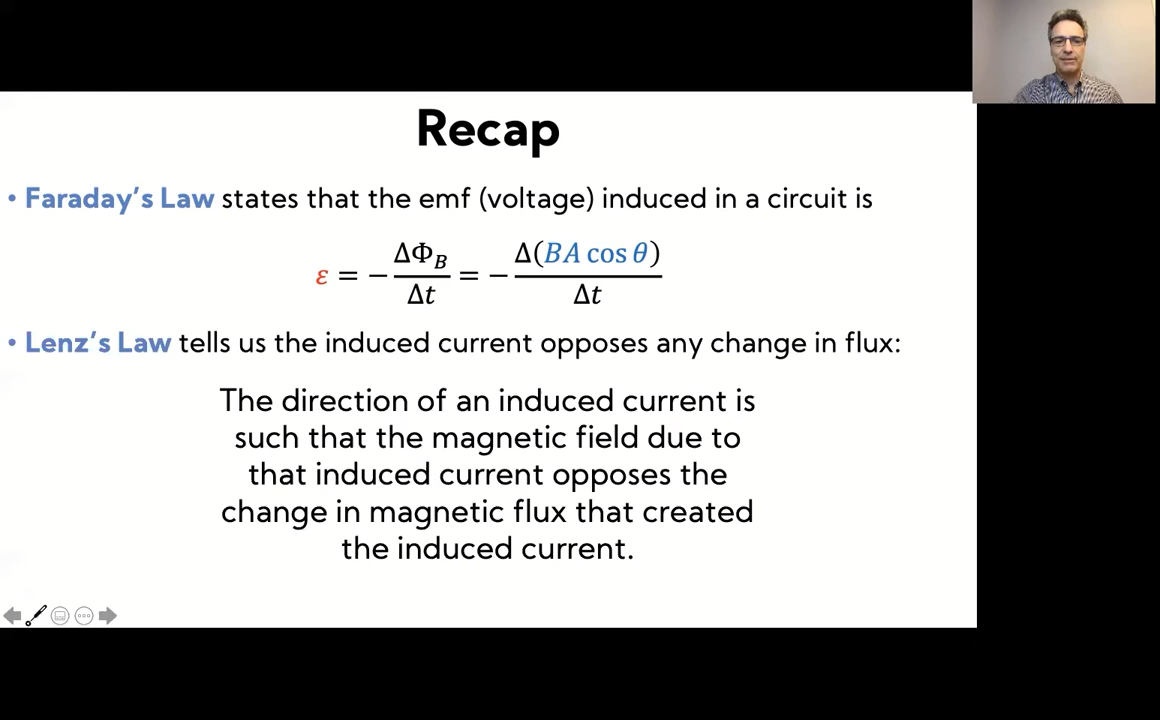 Recap
• Faraday's Law states that the emf (voltage) induced in a circuit is
ε = −ΔΦ_B/Δt = −Δ(BA cos θ)/Δt
• Lenz's Law tells us the induced current opposes any change in flux:
The direction of an induced current is
such that the magnetic field due to
that induced current opposes the
change in magnetic flux that created
the induced current.